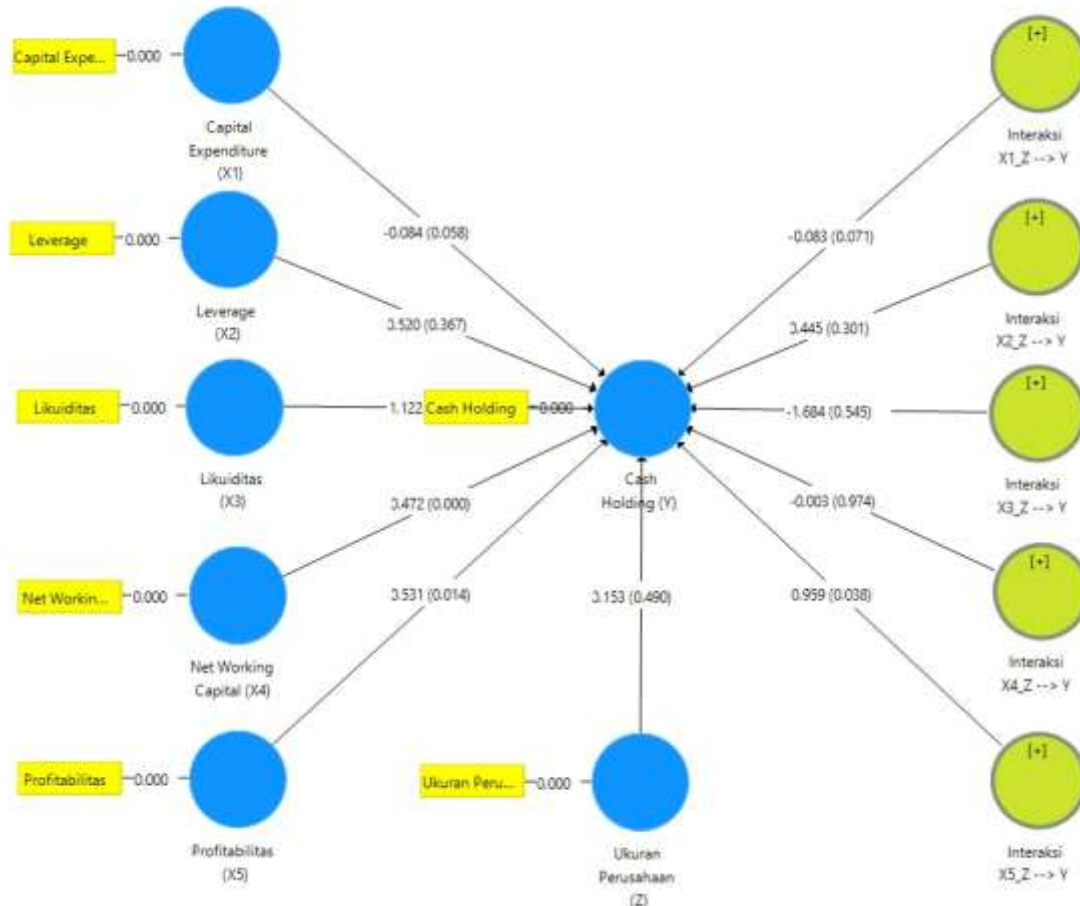 [+]
Capital Expe...
0.000
Capital
Expenditure
(X1)
Interaksi
X1_Z --> Y
[+]
Leverage
0.000
-0.084 (0.058)
-0.083 (0.071)
Leverage
(X2)
Interaksi
X2_Z --> Y
3.520 (0.367)
3.445 (0.301)
[+]
Likuiditas
0.000
1.122
Cash Holding
0.000
-1.684 (0.545)
Likuiditas
(X3)
Cash
Holding (Y)
Interaksi
X3_Z --> Y
3.472 (0.000)
-0.003 (0.974)
[+]
Net Workin...
0.000
3.531 (0.014)
3.153 (0.490)
0.959 (0.038)
Net Working
Capital (X4)
Interaksi
X4_Z --> Y
[+]
Profitabilitas
0.000
Ukuran Peru...
0.000
Profitabilitas
(X5)
Ukuran
Perusahaan
(Z)
Interaksi
X5_Z --> Y